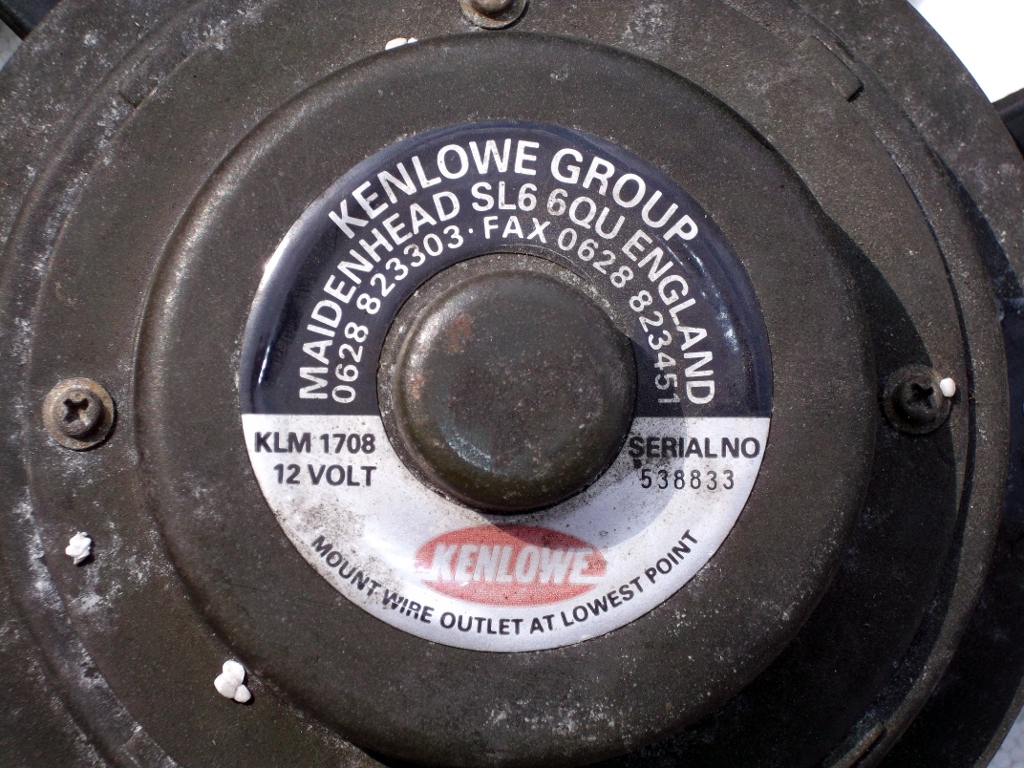 KENLOWE GROUP
MAIDENHEAD SL6 6QU ENGLAND
0628 823303 · FAX 0628 823451
KLM 1708
12 VOLT
SERIAL NO
538833
KENLOWE
MOUNT WIRE OUTLET AT LOWEST POINT